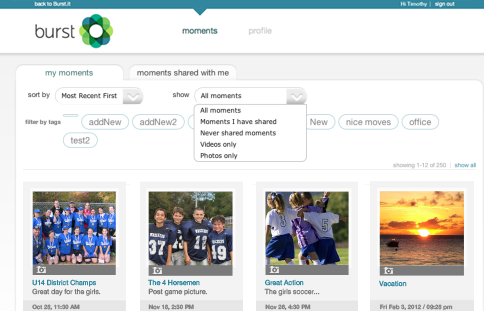 back to Burst.it
Hi Timothy | sign out
burst
moments profile
my moments moments shared with me
sort by Most Recent First show All moments
All moments
Moments I have shared
Never shared moments
Videos only
Photos only
filter by tags addNew addNew2 New nice moves office
test2
showing 1-12 of 250 | show all
U14 District Champs
Great day for the girls.
Oct 28, 11:30 AM
The 4 Horsemen
Post game picture.
Nov 18, 2:50 PM
Great Action
The girls soccer...
Nov 28, 4:30 PM
Vacation
Fri Feb 3, 2012 / 09:28 pm